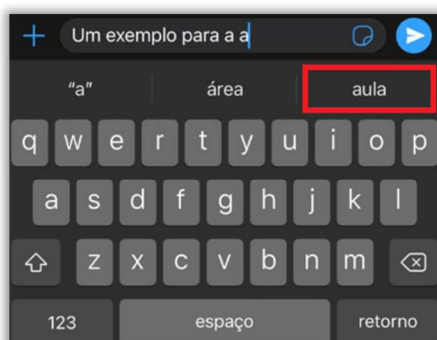 Um exemplo para a a
"a" área aula
q w e r t y u i o p
a s d f g h j k l
z x c v b n m
123 espaço retorno